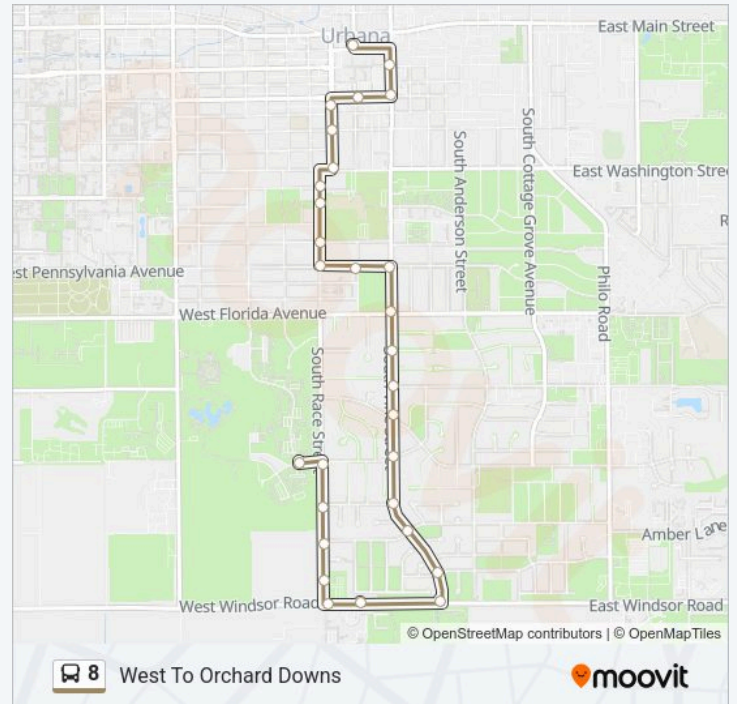 Urbana
East Main Street
South Cottage Grove Avenue
South Anderson Street
East Washington Stree
R
est Pennsylvania Avenue
Philo Road
West Florida Avenue
South Race Stre
Amber Lane
West Windsor Road
East Windsor Road
© OpenStreetMap contributors | © OpenMapTiles
8 West To Orchard Downs
moovit